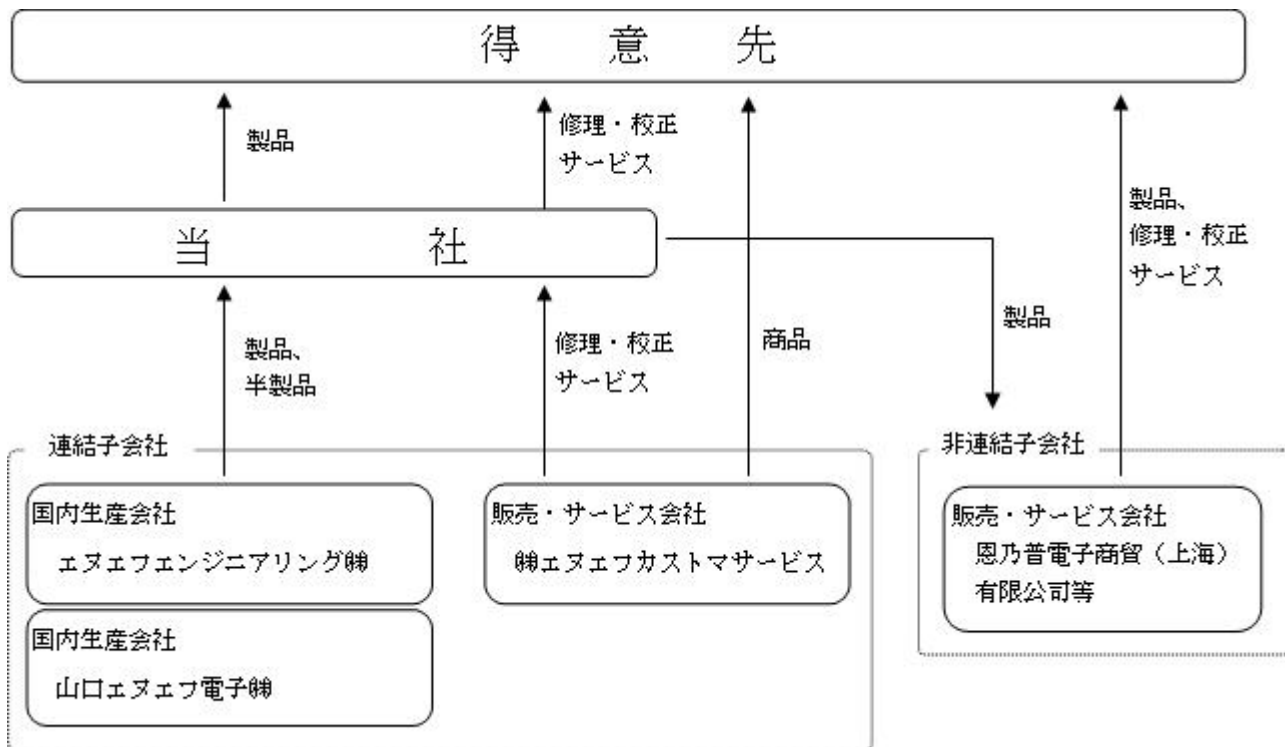 得意先
製品
修理・校正
サービス
製品、
修理・校正
サービス
当社
製品
製品、
半製品
修理・校正
サービス
商品
連結子会社
非連結子会社
国内生産会社
エヌエフエンジニアリング㈱
販売・サービス会社
㈱エヌエフカストマサービス
販売・サービス会社
恩乃普電子商貿（上海）
有限公司等
国内生産会社
山口エヌエフ電子㈱